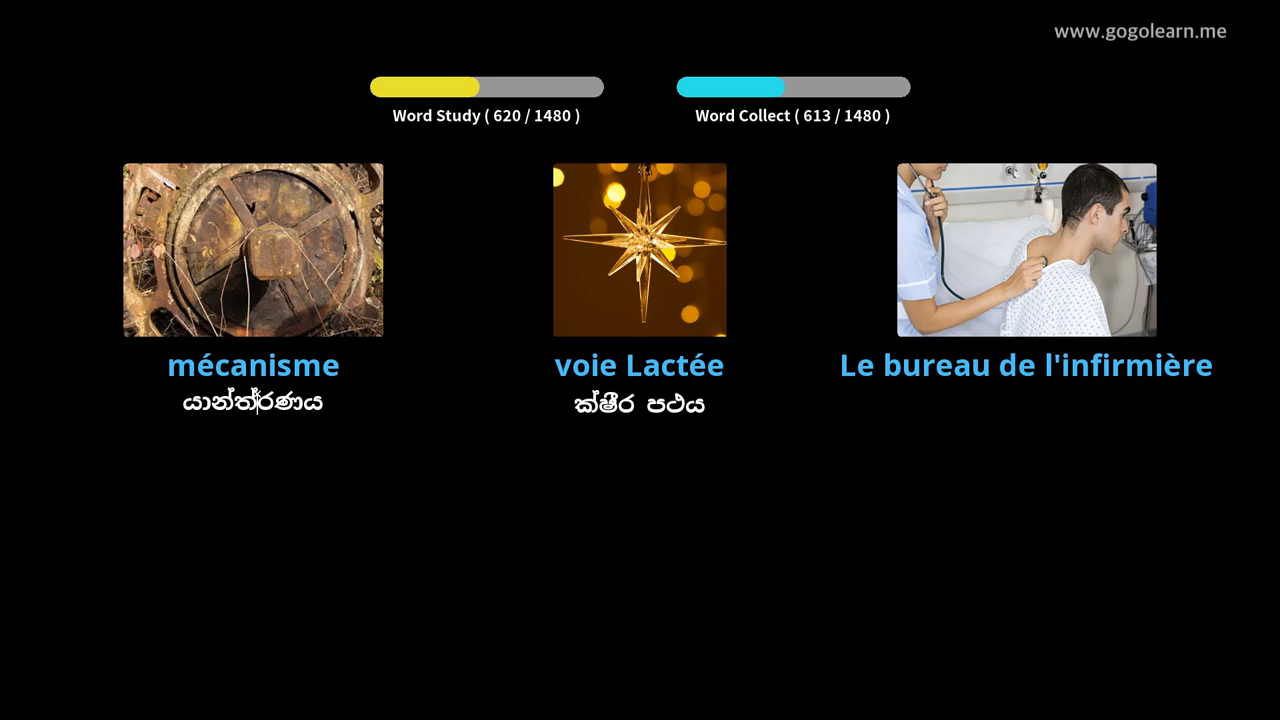 www.gogolearn.me
Word Study ( 620 / 1480 )
Word Collect ( 613 / 1480 )
mécanisme
යාන්ත්‍රණය
voie Lactée
ක්ෂීර පථය
Le bureau de l'infirmière